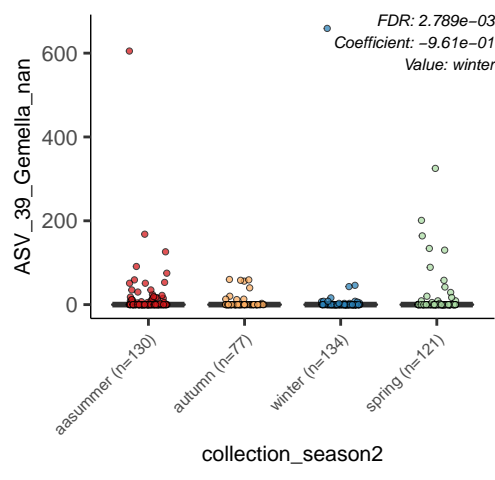 FDR: 2.789e−03
Coefficient: −9.61e−01
Value: winter
ASV_39_Gemella_nan
600
400
200
0
aasummer (n=130)
autumn (n=77)
winter (n=134)
spring (n=121)
collection_season2